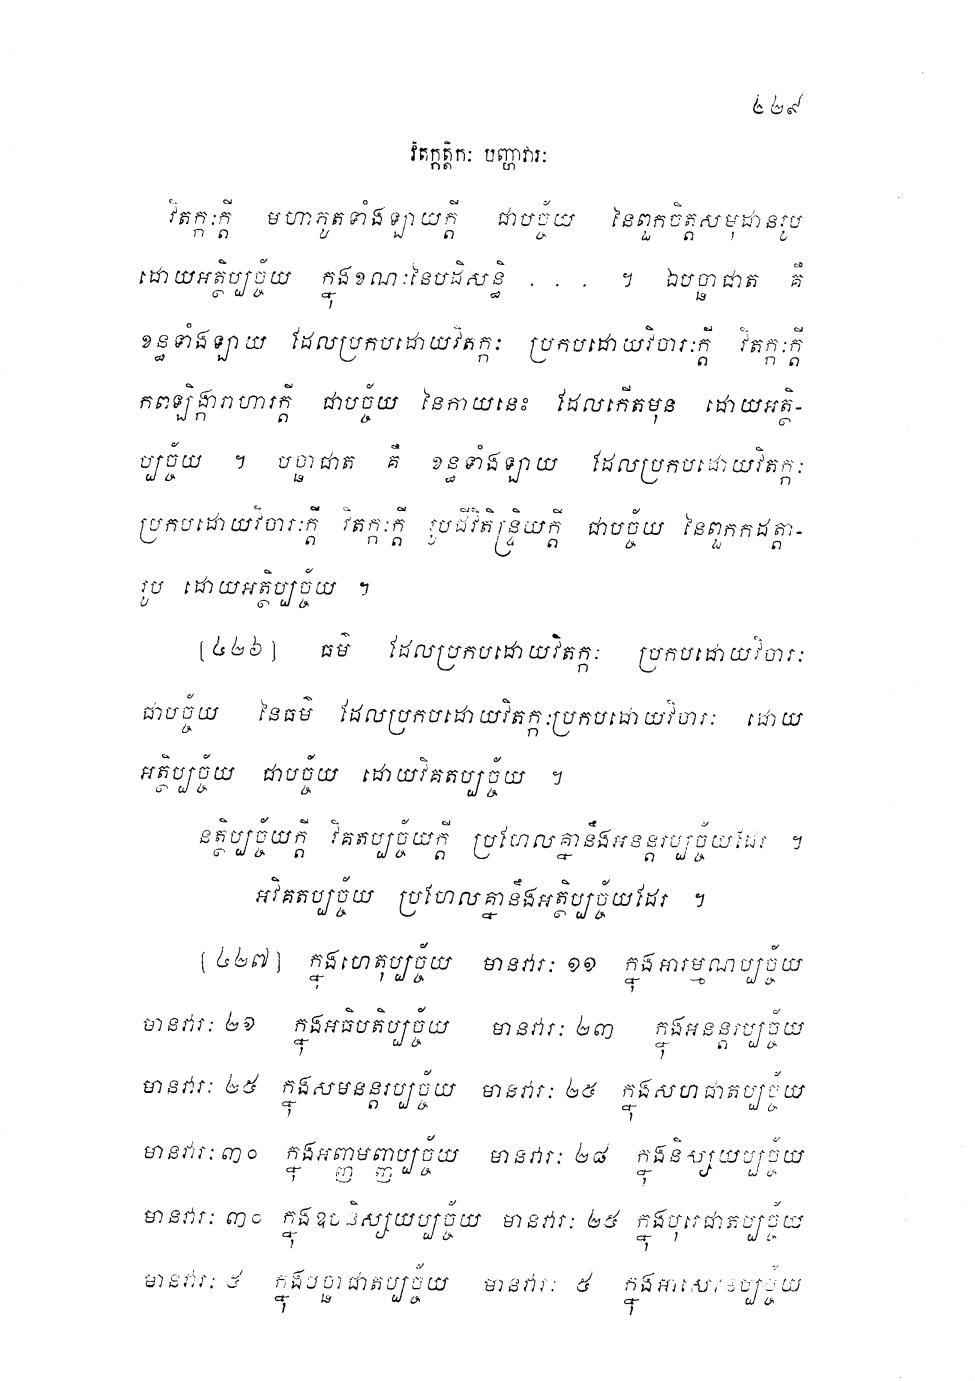 ៤២៩
វិតក្កត្តិកៈ បញ្ហាវារៈ
វិតក្កៈក្តី មហាភូតទាំងឡាយក្តី ជាបច្ច័យ នៃពួកចិត្តសមុដ្ឋានរូប
ដោយអត្ថិប្បច្ច័យ ក្នុងខណៈនៃបដិសន្ធិ . . . ។ ឯបច្ឆាជាត គឺ
ខន្ធទាំងឡាយ ដែលប្រកបដោយវិតក្កៈ ប្រកបដោយវិចារៈក្តី វិតក្កៈក្តី
កពឡិង្ការាហារក្តី ជាបច្ច័យ នៃកាយនេះ ដែលកើតមុន ដោយអត្ថិ-
ប្បច្ច័យ ។ បច្ឆាជាត គឺ ខន្ធទាំងឡាយ ដែលប្រកបដោយវិតក្កៈ
ប្រកបដោយវិចារៈក្តី វិតក្កៈក្តី រូបជីវិតិន្ទ្រិយក្តី ជាបច្ច័យ នៃពួកកដត្តា-
រូប ដោយអត្ថិប្បច្ច័យ ។
[៤២៦] ធម៌ ដែលប្រកបដោយវិតក្កៈ ប្រកបដោយវិចារៈ
ជាបច្ច័យ នៃធម៌ ដែលប្រកបដោយវិតក្កៈប្រកបដោយវិចារៈ ដោយ
អត្ថិប្បច្ច័យ ជាបច្ច័យ ដោយវិគតប្បច្ច័យ ។
នត្ថិប្បច្ច័យក្តី វិគតប្បច្ច័យក្តី ប្រហែលគ្នានឹងអនន្តរប្បច្ច័យដែរ ។
អវិគតប្បច្ច័យ ប្រហែលគ្នានឹងអត្ថិប្បច្ច័យដែរ ។
[៤២៧] ក្នុងហេតុប្បច្ច័យ មានវារៈ ១១ ក្នុងអារម្មណប្បច្ច័យ
មានវារៈ ២១ ក្នុងអធិបតិប្បច្ច័យ មានវារៈ ២៣ ក្នុងអនន្តរប្បច្ច័យ
មានវារៈ ២៥ ក្នុងសមនន្តរប្បច្ច័យ មានវារៈ ២៥ ក្នុងសហជាតប្បច្ច័យ
មានវារៈ ៣០ ក្នុងអញ្ញមញ្ញប្បច្ច័យ មានវារៈ ២៨ ក្នុងនិស្សយប្បច្ច័យ
មានវារៈ ៣០ ក្នុងឧបនិស្សយប្បច្ច័យ មានវារៈ ២៥ ក្នុងបុរេជាតប្បច្ច័យ
មានវារៈ ៥ ក្នុងបច្ឆាជាតប្បច្ច័យ មានវារៈ ៥ ក្នុងអាសេវនប្បច្ច័យ